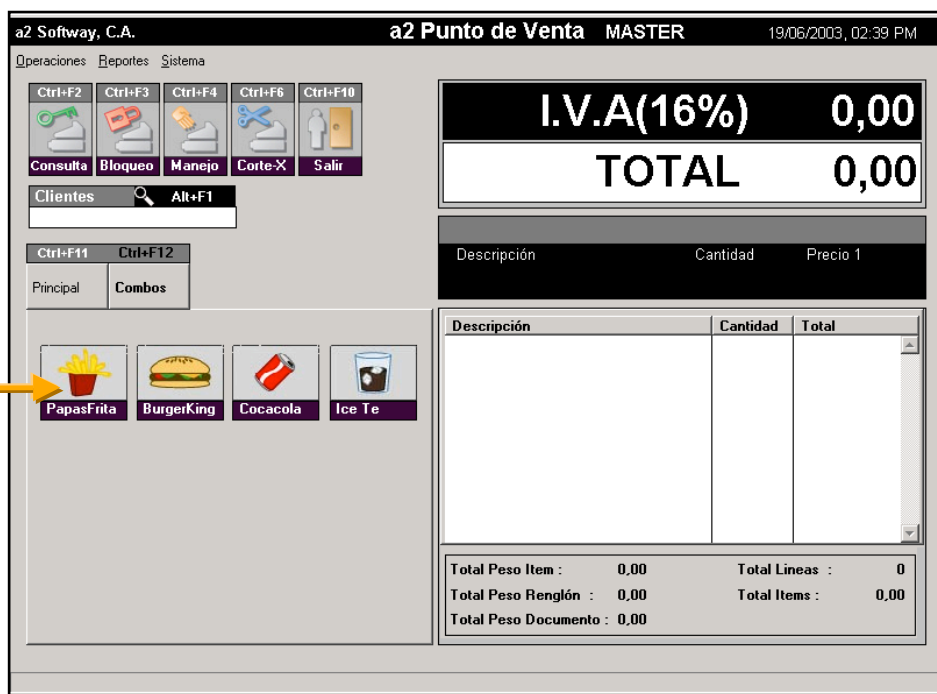 a2 Softway, C.A. a2 Punto de Venta MASTER 19/06/2003, 02:39 PM
Operaciones Reportes Sistema
Ctrl+F2 Ctrl+F3 Ctrl+F4 Ctrl+F6 Ctrl+F10
Consulta Bloqueo Manejo Corte-X Salir
Clientes Alt+F1
I.V.A(16%) 0,00
TOTAL 0,00
Ctrl+F11 Ctrl+F12
Principal Combos
Descripción Cantidad Precio 1
PapasFrita BurgerKing Cocacola Ice Te
Descripción Cantidad Total
Total Peso Item : 0,00 Total Lineas : 0
Total Peso Renglón : 0,00 Total Items : 0,00
Total Peso Documento : 0,00